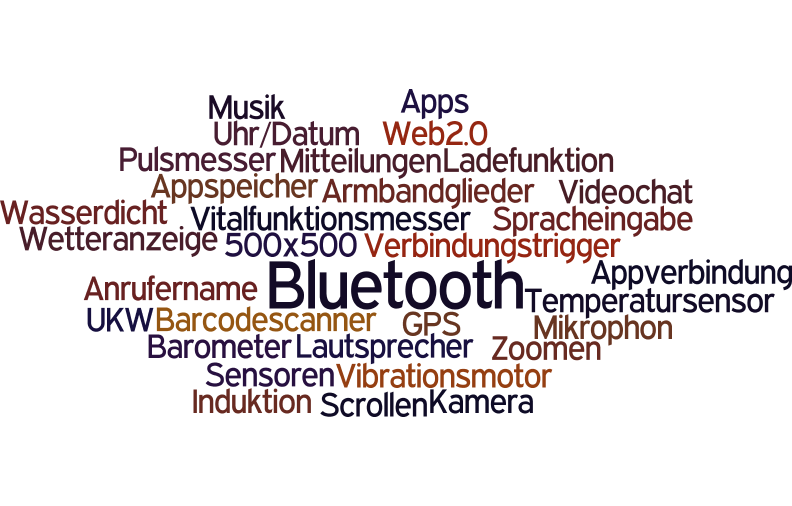 Musik Apps
Uhr/Datum Web2.0
Pulsmesser Mitteilungen Ladefunktion
Appspeicher Armbandglieder Videochat
Wasserdicht Vitalfunktionsmesser Spracheingabe
Wetteranzeige 500x500 Verbindungstrigger
Bluetooth Appverbindung
Anrufername Temperatursensor
UKW Barcodescanner GPS Mikrophon
Barometer Lautsprecher Zoomen
Sensoren Vibrationsmotor
Induktion Scrollen Kamera